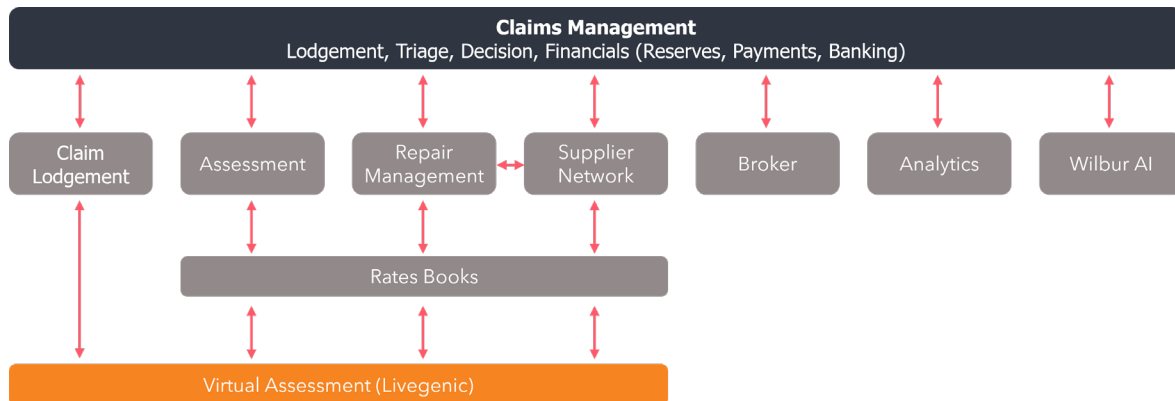 Claims Management
Lodgement, Triage, Decision, Financials (Reserves, Payments, Banking)
Claim
Lodgement
Assessment
Repair
Management
Supplier
Network
Broker
Analytics
Wilbur AI
Rates Books
Virtual Assessment (Livegenic)